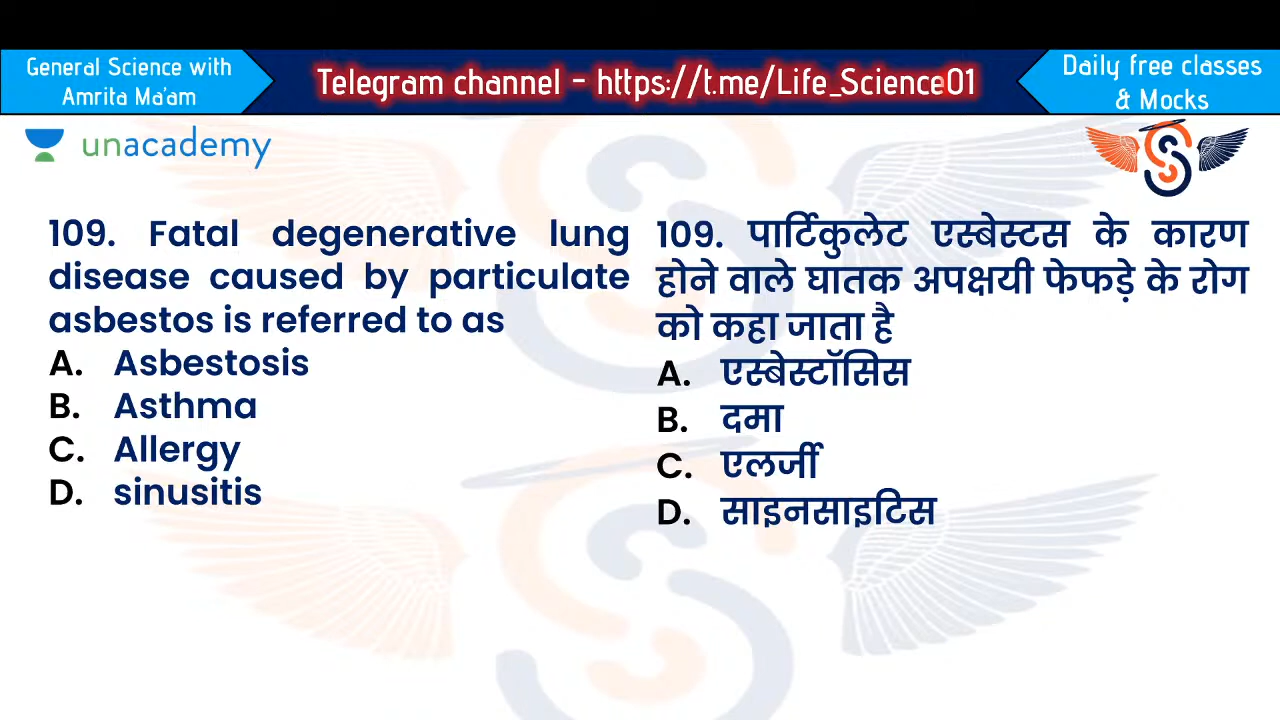 General Science with
Amrita Ma'am
Telegram channel - https://t.me/Life_Science01
Daily free classes
& Mocks
unacademy
109. Fatal degenerative lung
disease caused by particulate
asbestos is referred to as
A. Asbestosis
B. Asthma
C. Allergy
D. sinusitis
109. पार्टिकुलेट एस्बेस्टस के कारण
होने वाले घातक अपक्षयी फेफड़े के रोग
को कहा जाता है
A. एस्बेस्टॉसिस
B. दमा
C. एलर्जी
D. साइनसाइटिस